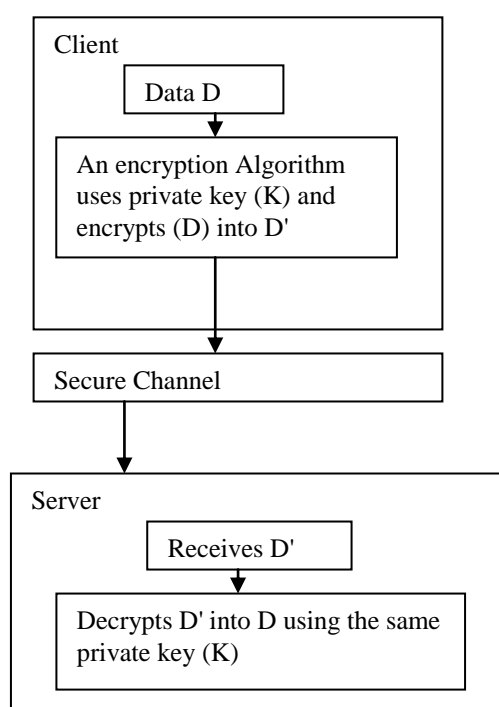 Client
Data D
An encryption Algorithm
uses private key (K) and
encrypts (D) into D'
Secure Channel
Server
Receives D'
Decrypts D' into D using the same
private key (K)